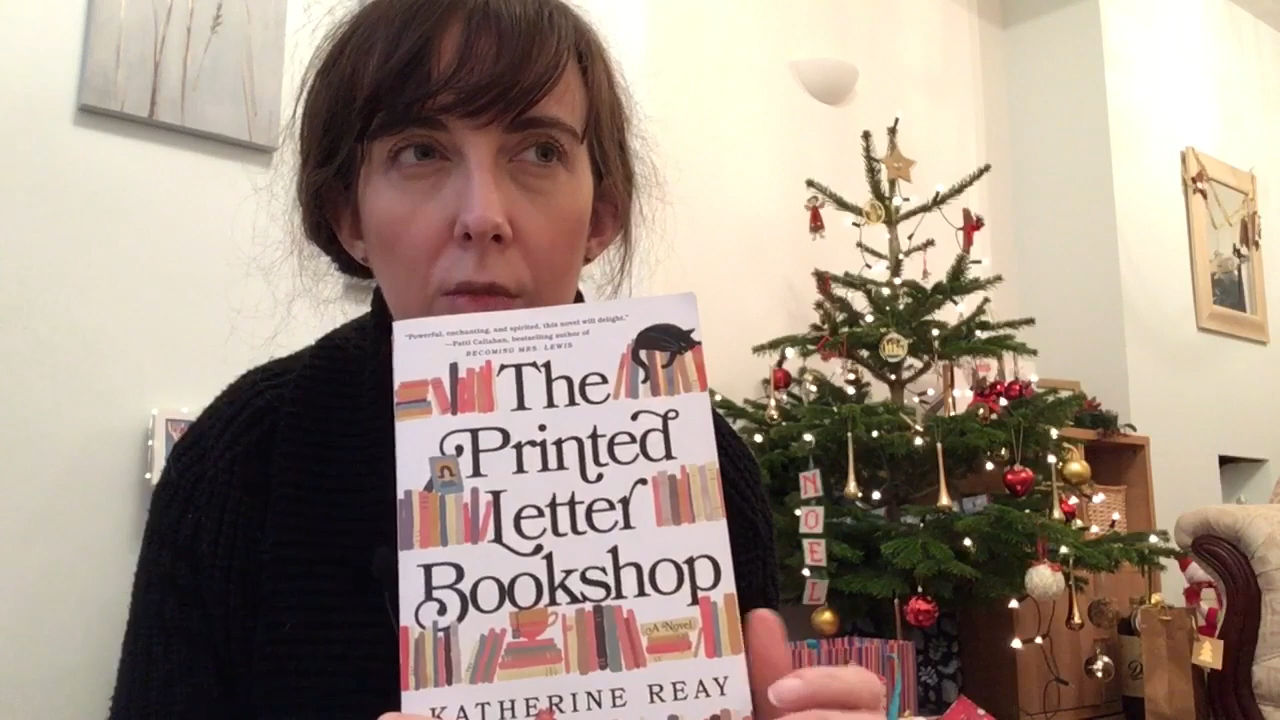 "Powerful, enchanting, and spirited, this novel will delight."
—Patti Callahan, bestselling author of
BECOMING MRS. LEWIS
The
Printed
Letter
Bookshop
A Novel
KATHERINE REAY
NOEL